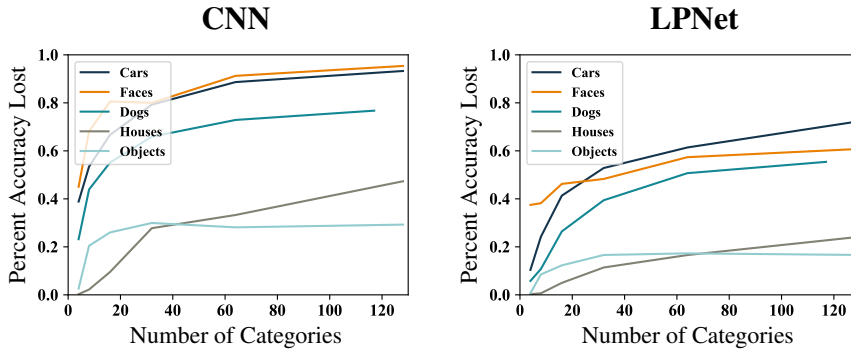 CNN
Percent Accuracy Lost
1.0
0.8
0.6
0.4
0.2
0.0
Cars
Faces
Dogs
Houses
Objects
0 20 40 60 80 100 120
Number of Categories
LPNet
Percent Accuracy Lost
1.0
0.8
0.6
0.4
0.2
0.0
Cars
Faces
Dogs
Houses
Objects
0 20 40 60 80 100 120
Number of Categories